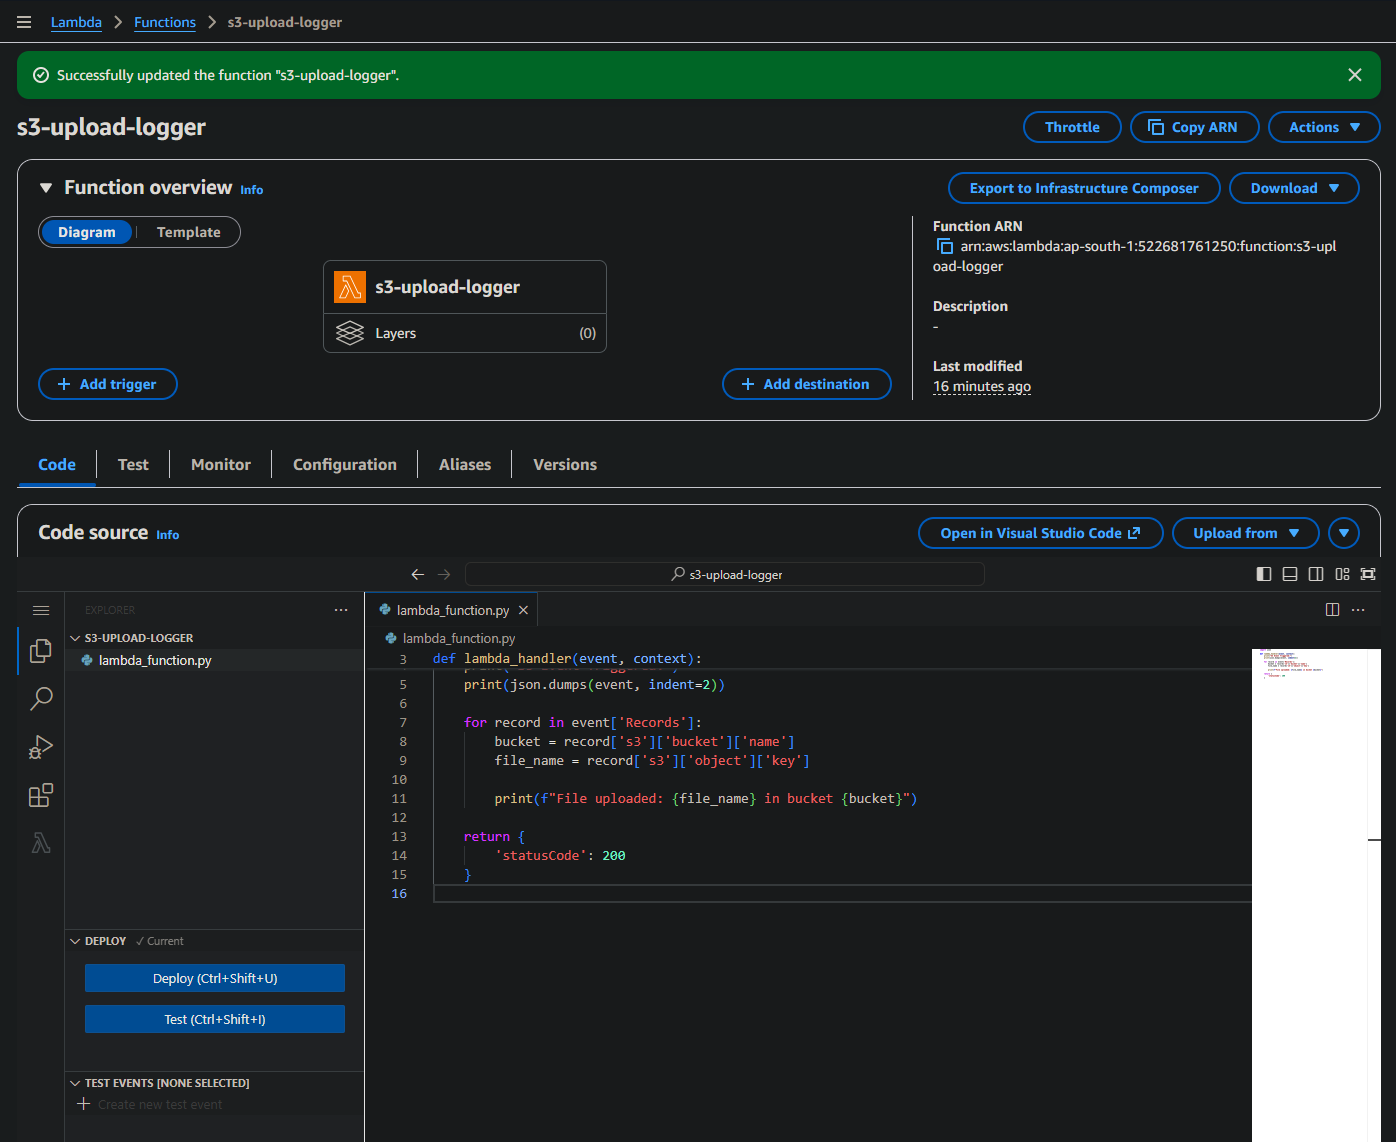 Lambda > Functions > s3-upload-logger
Successfully updated the function "s3-upload-logger".
s3-upload-logger
Throttle
Copy ARN
Actions
Function overview Info
Export to Infrastructure Composer
Download
Diagram
Template
Function ARN
arn:aws:lambda:ap-south-1:522681761250:function:s3-upl
oad-logger
s3-upload-logger
Layers (0)
Description
-
Last modified
16 minutes ago
+ Add trigger
+ Add destination
Code
Test
Monitor
Configuration
Aliases
Versions
Code source Info
Open in Visual Studio Code
Upload from
s3-upload-logger
EXPLORER
lambda_function.py
S3-UPLOAD-LOGGER
lambda_function.py
lambda_function.py
3 def lambda_handler(event, context):
5 print(json.dumps(event, indent=2))
6
7 for record in event['Records']:
8 bucket = record['s3']['bucket']['name']
9 file_name = record['s3']['object']['key']
10
11 print(f"File uploaded: {file_name} in bucket {bucket}")
12
13 return {
14 'statusCode': 200
15 }
16
DEPLOY ✓ Current
Deploy (Ctrl+Shift+U)
Test (Ctrl+Shift+I)
TEST EVENTS [NONE SELECTED]
+ Create new test event